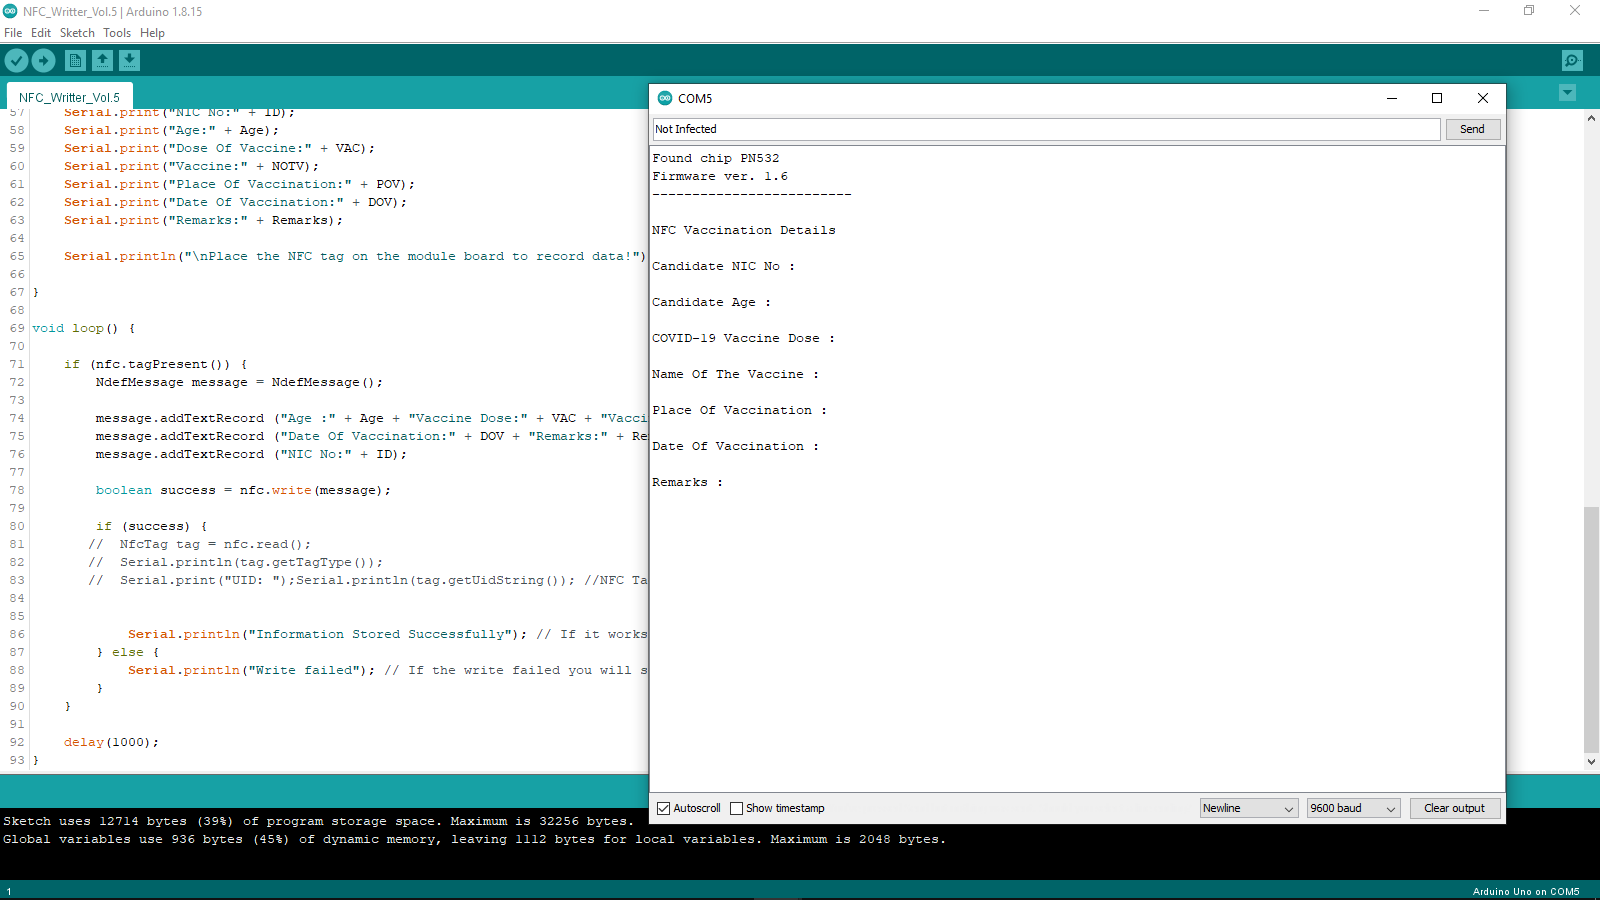 NFC_Writter_Vol.5 | Arduino 1.8.15
File Edit Sketch Tools Help
NFC_Writter_Vol.5
57 Serial.print("NIC No:" + ID);
58 Serial.print("Age:" + Age);
59 Serial.print("Dose Of Vaccine:" + VAC);
60 Serial.print("Vaccine:" + NOTV);
61 Serial.print("Place Of Vaccination:" + POV);
62 Serial.print("Date Of Vaccination:" + DOV);
63 Serial.print("Remarks:" + Remarks);
64
65 Serial.println("\nPlace the NFC tag on the module board to record data!")
66
67 }
68
69 void loop() {
70
71 if (nfc.tagPresent()) {
72 NdefMessage message = NdefMessage();
73
74 message.addTextRecord ("Age :" + Age + "Vaccine Dose:" + VAC + "Vacci
75 message.addTextRecord ("Date Of Vaccination:" + DOV + "Remarks:" + Re
76 message.addTextRecord ("NIC No:" + ID);
77
78 boolean success = nfc.write(message);
79
80 if (success) {
81 // NfcTag tag = nfc.read();
82 // Serial.println(tag.getTagType());
83 // Serial.print("UID: ");Serial.println(tag.getUidString()); //NFC Ta
84
85
86 Serial.println("Information Stored Successfully"); // If it works
87 } else {
88 Serial.println("Write failed"); // If the write failed you will s
89 }
90 }
91
92 delay(1000);
93 }
COM5
Not Infected
Send
Found chip PN532
Firmware ver. 1.6
-------------------------
NFC Vaccination Details
Candidate NIC No :
Candidate Age :
COVID-19 Vaccine Dose :
Name Of The Vaccine :
Place Of Vaccination :
Date Of Vaccination :
Remarks :
Autoscroll Show timestamp Newline 9600 baud Clear output
Sketch uses 12714 bytes (39%) of program storage space. Maximum is 32256 bytes.
Global variables use 936 bytes (45%) of dynamic memory, leaving 1112 bytes for local variables. Maximum is 2048 bytes.
1 Arduino Uno on COM5